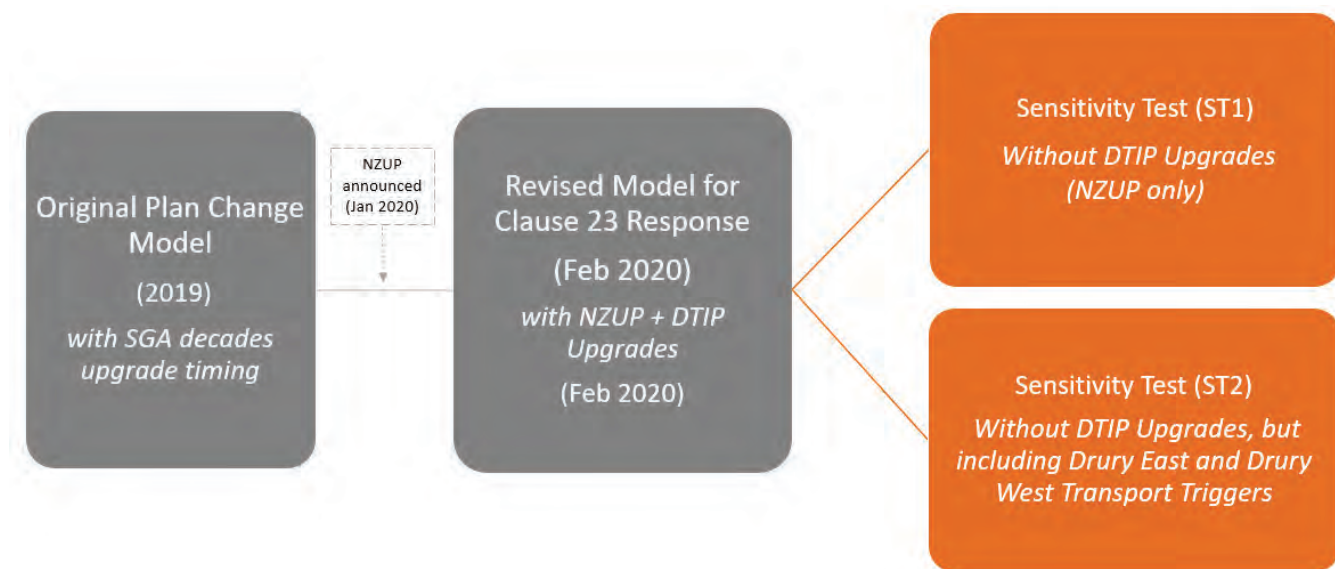 Original Plan Change
Model
(2019)
with SGA decades
upgrade timing
NZUP
announced
(Jan 2020)
Revised Model for
Clause 23 Response
(Feb 2020)
with NZUP + DTIP
Upgrades
(Feb 2020)
Sensitivity Test (ST1)
Without DTIP Upgrades
(NZUP only)
Sensitivity Test (ST2)
Without DTIP Upgrades, but
including Drury East and Drury
West Transport Triggers